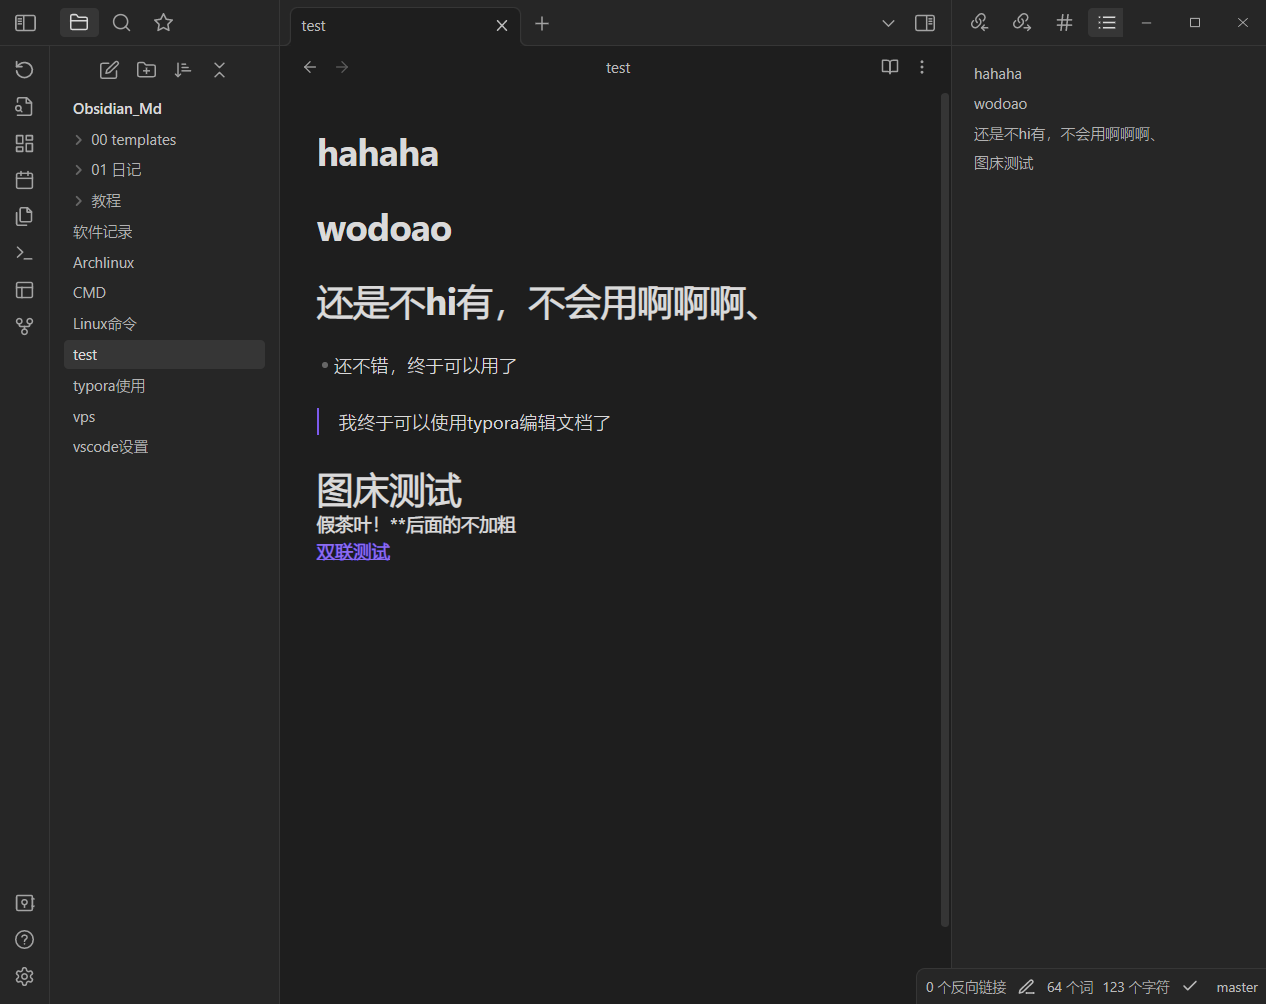 test
test
Obsidian_Md
00 templates
01 日记
教程
软件记录
Archlinux
CMD
Linux命令
test
typora使用
vps
vscode设置
hahaha
wodoao
还是不hi有，不会用啊啊啊、
还不错，终于可以用了
我终于可以使用typora编辑文档了
图床测试
假茶叶！**后面的不加粗
双联测试
hahaha
wodoao
还是不hi有，不会用啊啊啊、
图床测试
0 个反向链接 64 个词 123 个字符 master